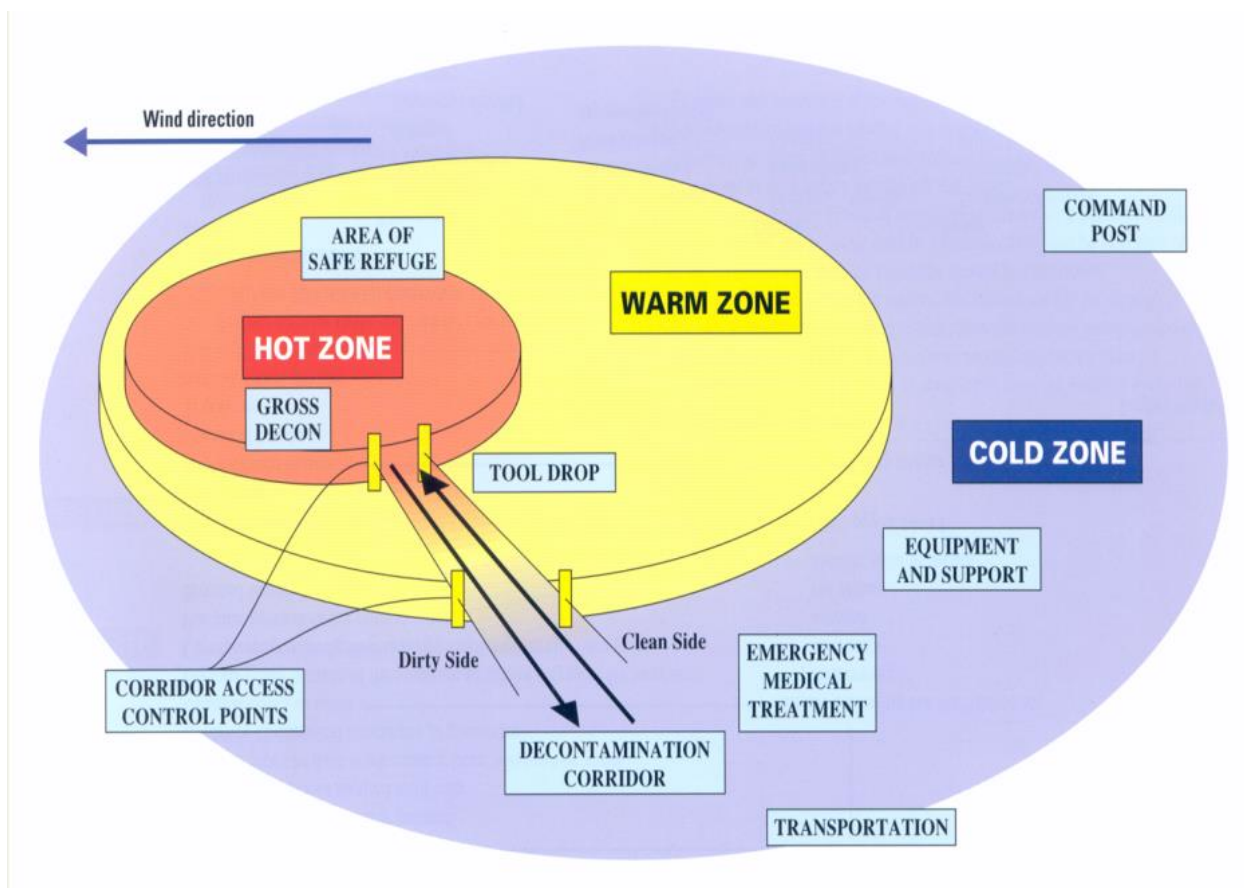 Wind direction
COMMAND
POST
AREA OF
SAFE REFUGE
WARM ZONE
HOT ZONE
GROSS
DECON
COLD ZONE
TOOL DROP
EQUIPMENT
AND SUPPORT
Clean Side
Dirty Side
EMERGENCY
MEDICAL
TREATMENT
CORRIDOR ACCESS
CONTROL POINTS
DECONTAMINATION
CORRIDOR
TRANSPORTATION